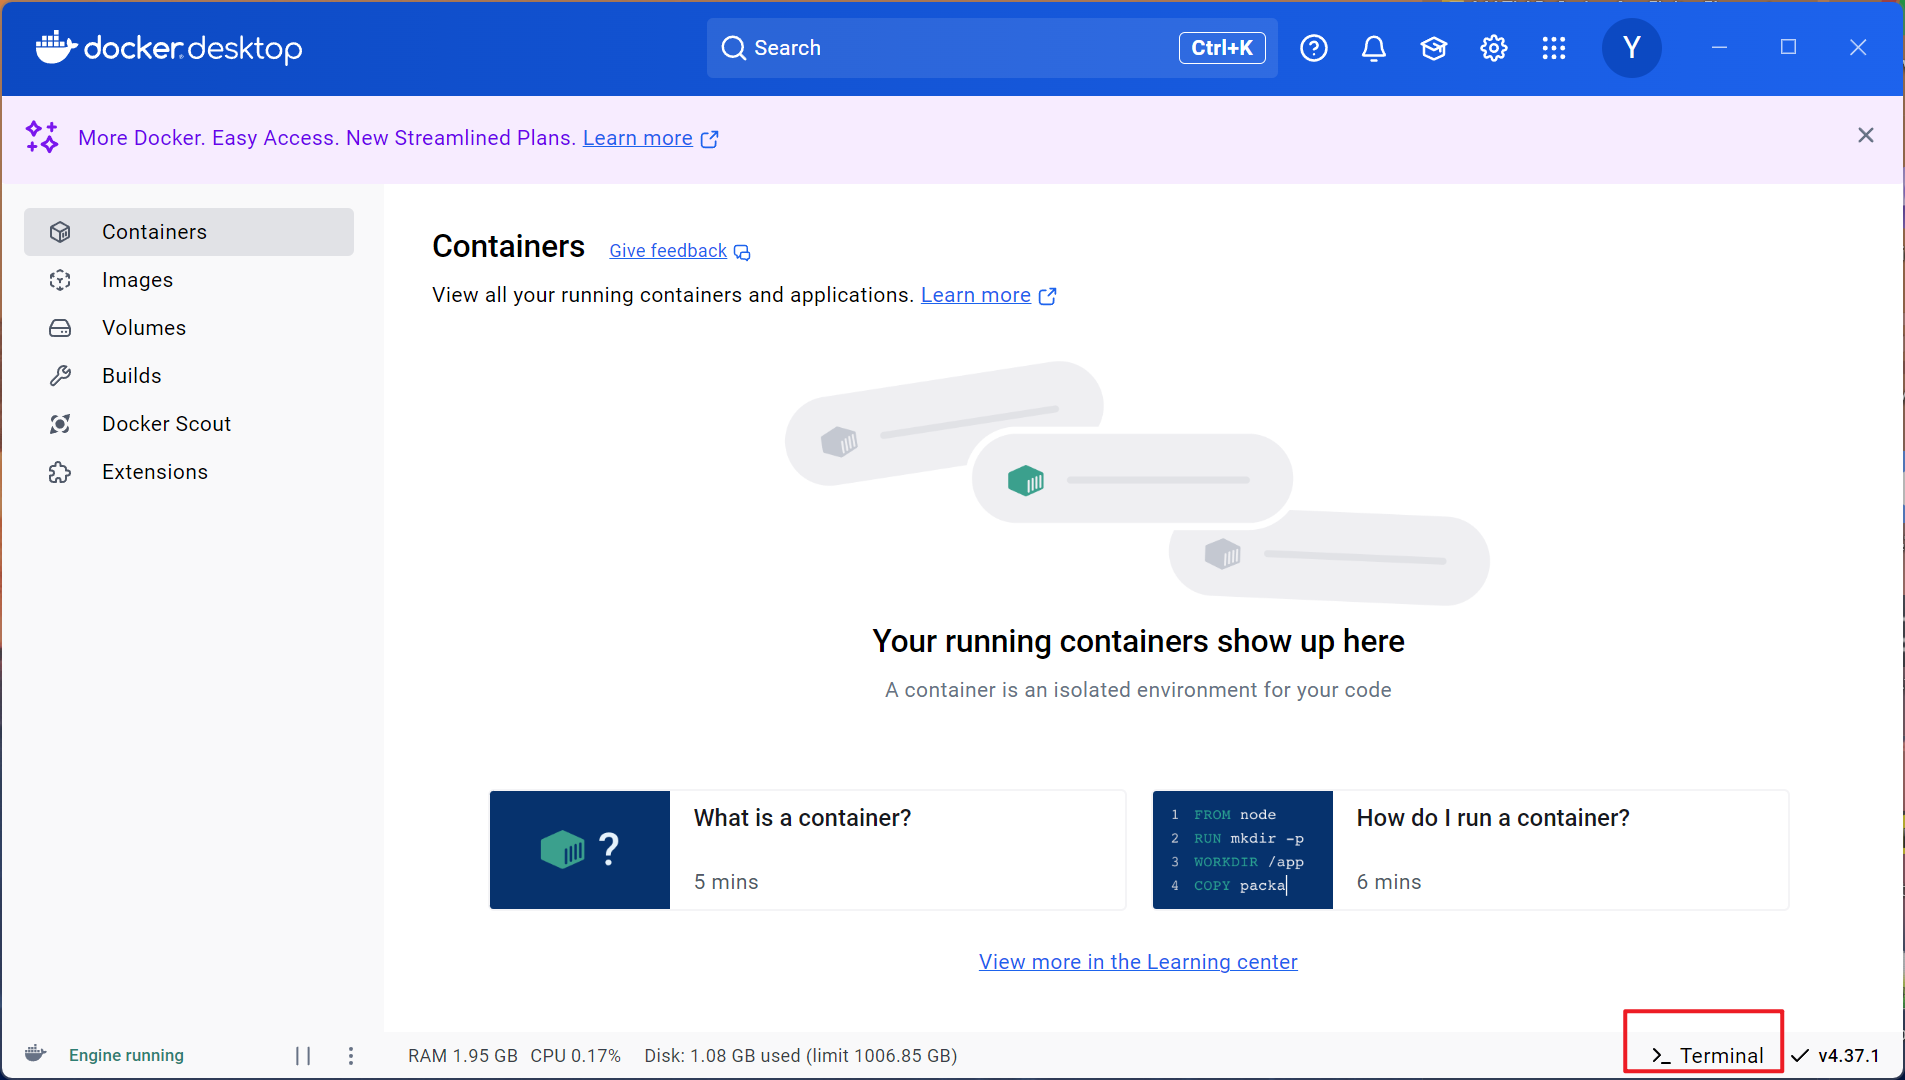 docker desktop
Search
Ctrl+K
Y
More Docker. Easy Access. New Streamlined Plans. Learn more
Containers
Images
Volumes
Builds
Docker Scout
Extensions
Containers
Give feedback
View all your running containers and applications. Learn more
Your running containers show up here
A container is an isolated environment for your code
?
What is a container?
5 mins
1 FROM node
2 RUN mkdir -p
3 WORKDIR /app
4 COPY packa
How do I run a container?
6 mins
View more in the Learning center
Engine running
RAM 1.95 GB CPU 0.17% Disk: 1.08 GB used (limit 1006.85 GB)
>_ Terminal
v4.37.1